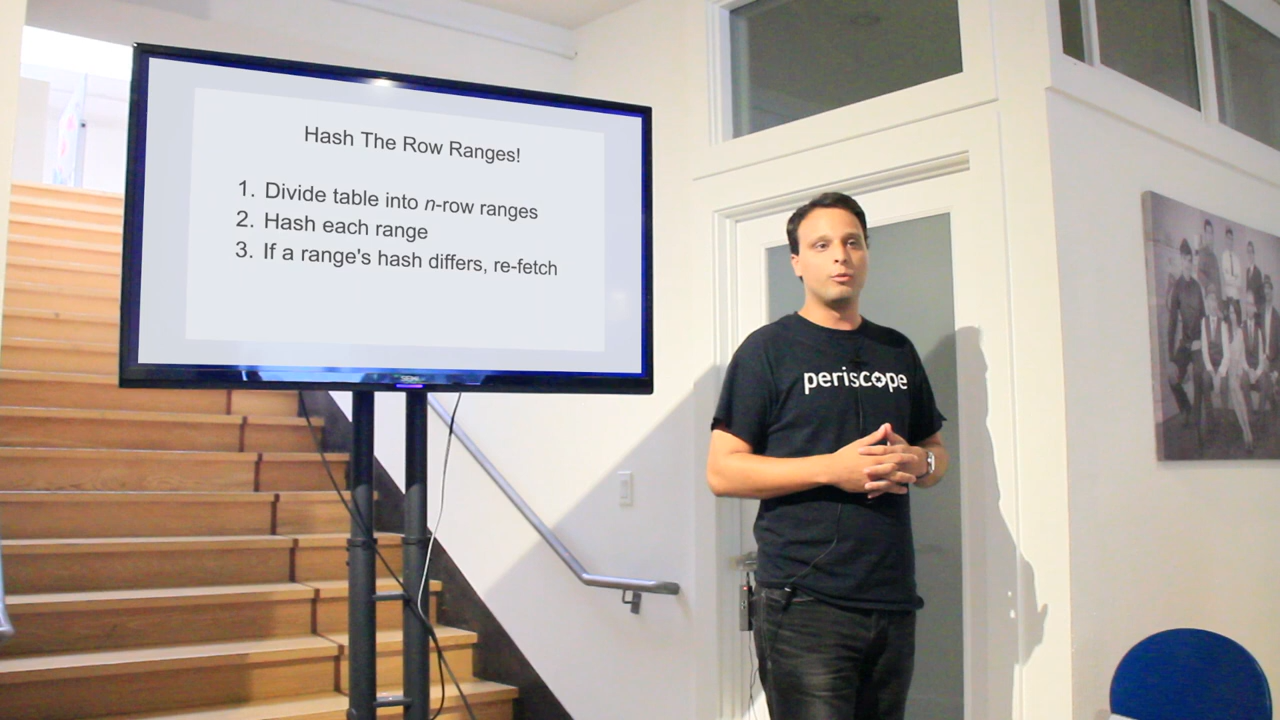 Hash The Row Ranges!
1. Divide table into n-row ranges
2. Hash each range
3. If a range's hash differs, re-fetch
periscope